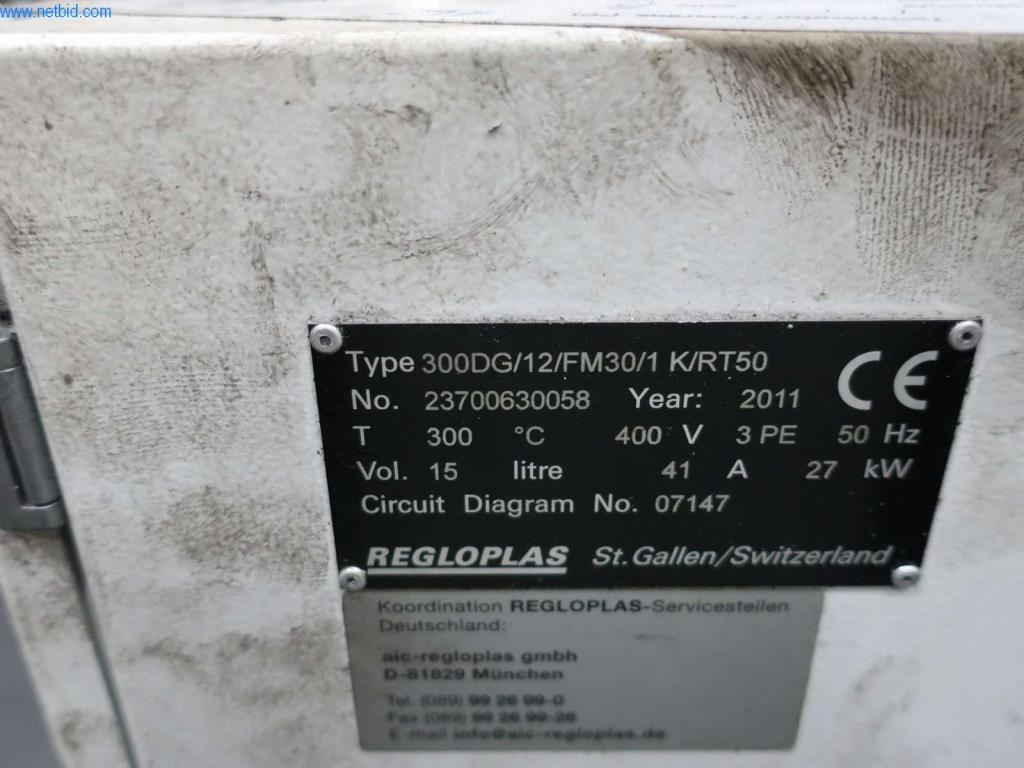 www.netbid.com
Type 300DG/12/FM30/1 K/RT50
No. 23700630058 Year: 2011 CE
T 300 °C 400 V 3 PE 50 Hz
Vol. 15 litre 41 A 27 kW
Circuit Diagram No. 07147
REGLOPLAS St. Gallen/Switzerland
Koordination REGLOPLAS-Servicestellen
Deutschland:
aic-regloplas gmbh
D-81829 München
Tel. (089) 99 26 99-0
Fax (089) 99 26 99-26
E-mail info@aic-regloplas.de